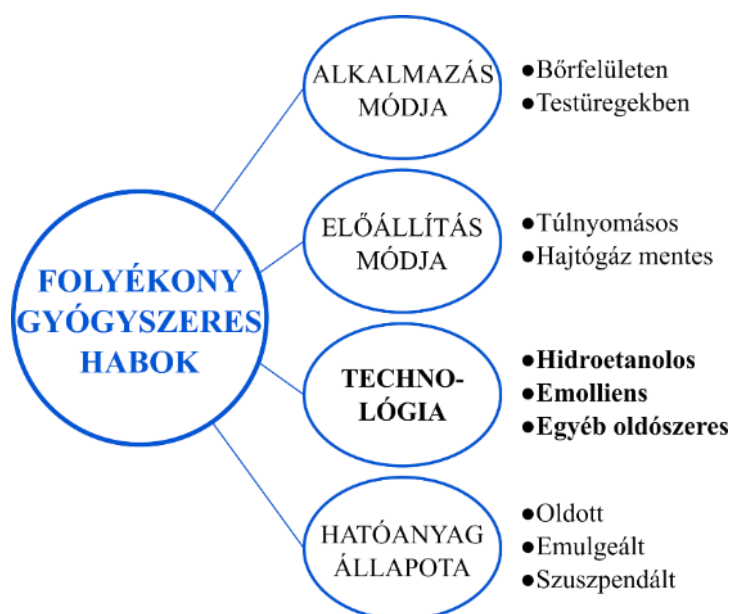 ALKALMAZÁS
MÓDJA
●Bőrfelületen
●Testüregekben
ELŐÁLLÍTÁS
MÓDJA
●Túlnyomásos
●Hajtógáz mentes
FOLYÉKONY
GYÓGYSZERES
HABOK
TECHNO-
LÓGIA
●Hidroetanolos
●Emolliens
●Egyéb oldószeres
HATÓANYAG
ÁLLAPOTA
●Oldott
●Emulgeált
●Szuszpendált